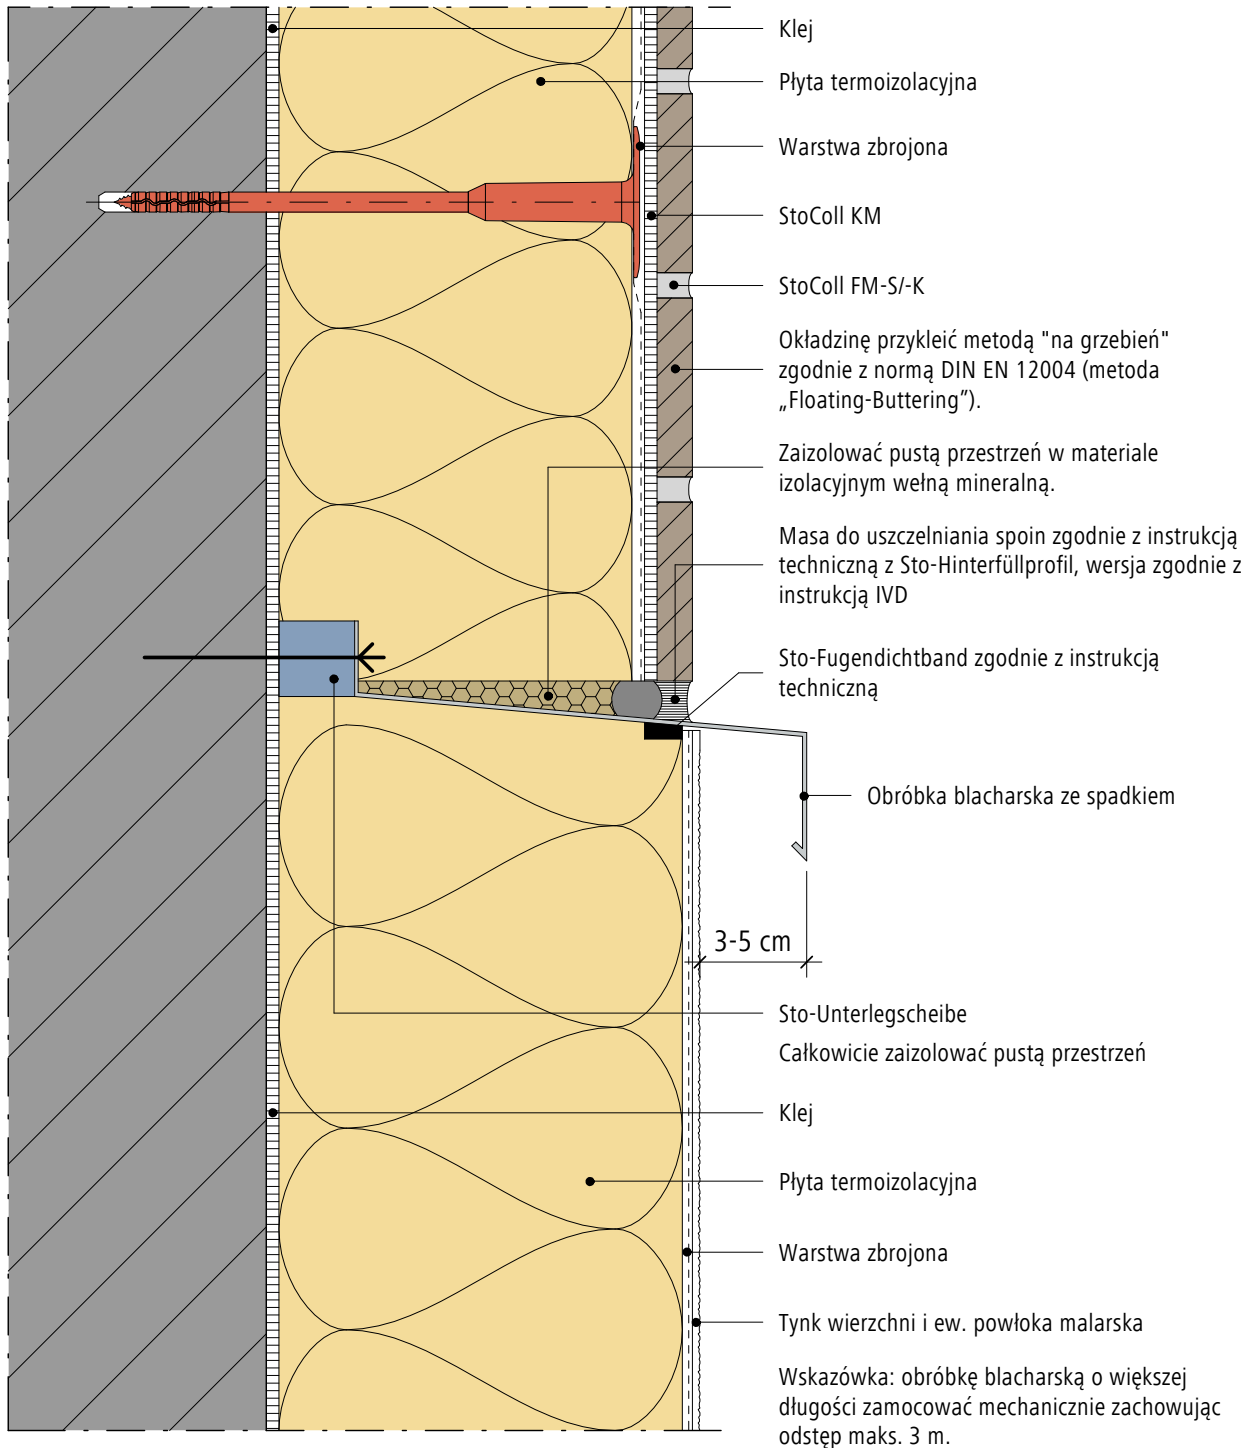 Klej
Płyta termoizolacyjna
Warstwa zbrojona
StoColl KM
StoColl FM-S/-K
Okładzinę przykleić metodą "na grzebień"
zgodnie z normą DIN EN 12004 (metoda
„Floating-Buttering”).
Zaizolować pustą przestrzeń w materiale
izolacyjnym wełną mineralną.
Masa do uszczelniania spoin zgodnie z instrukcją
techniczną z Sto-Hinterfüllprofil, wersja zgodnie z
instrukcją IVD
Sto-Fugendichtband zgodnie z instrukcją
techniczną
Obróbka blacharska ze spadkiem
3-5 cm
Sto-Unterlegscheibe
Całkowicie zaizolować pustą przestrzeń
Klej
Płyta termoizolacyjna
Warstwa zbrojona
Tynk wierzchni i ew. powłoka malarska
Wskazówka: obróbkę blacharską o większej
długości zamocować mechanicznie zachowując
odstęp maks. 3 m.